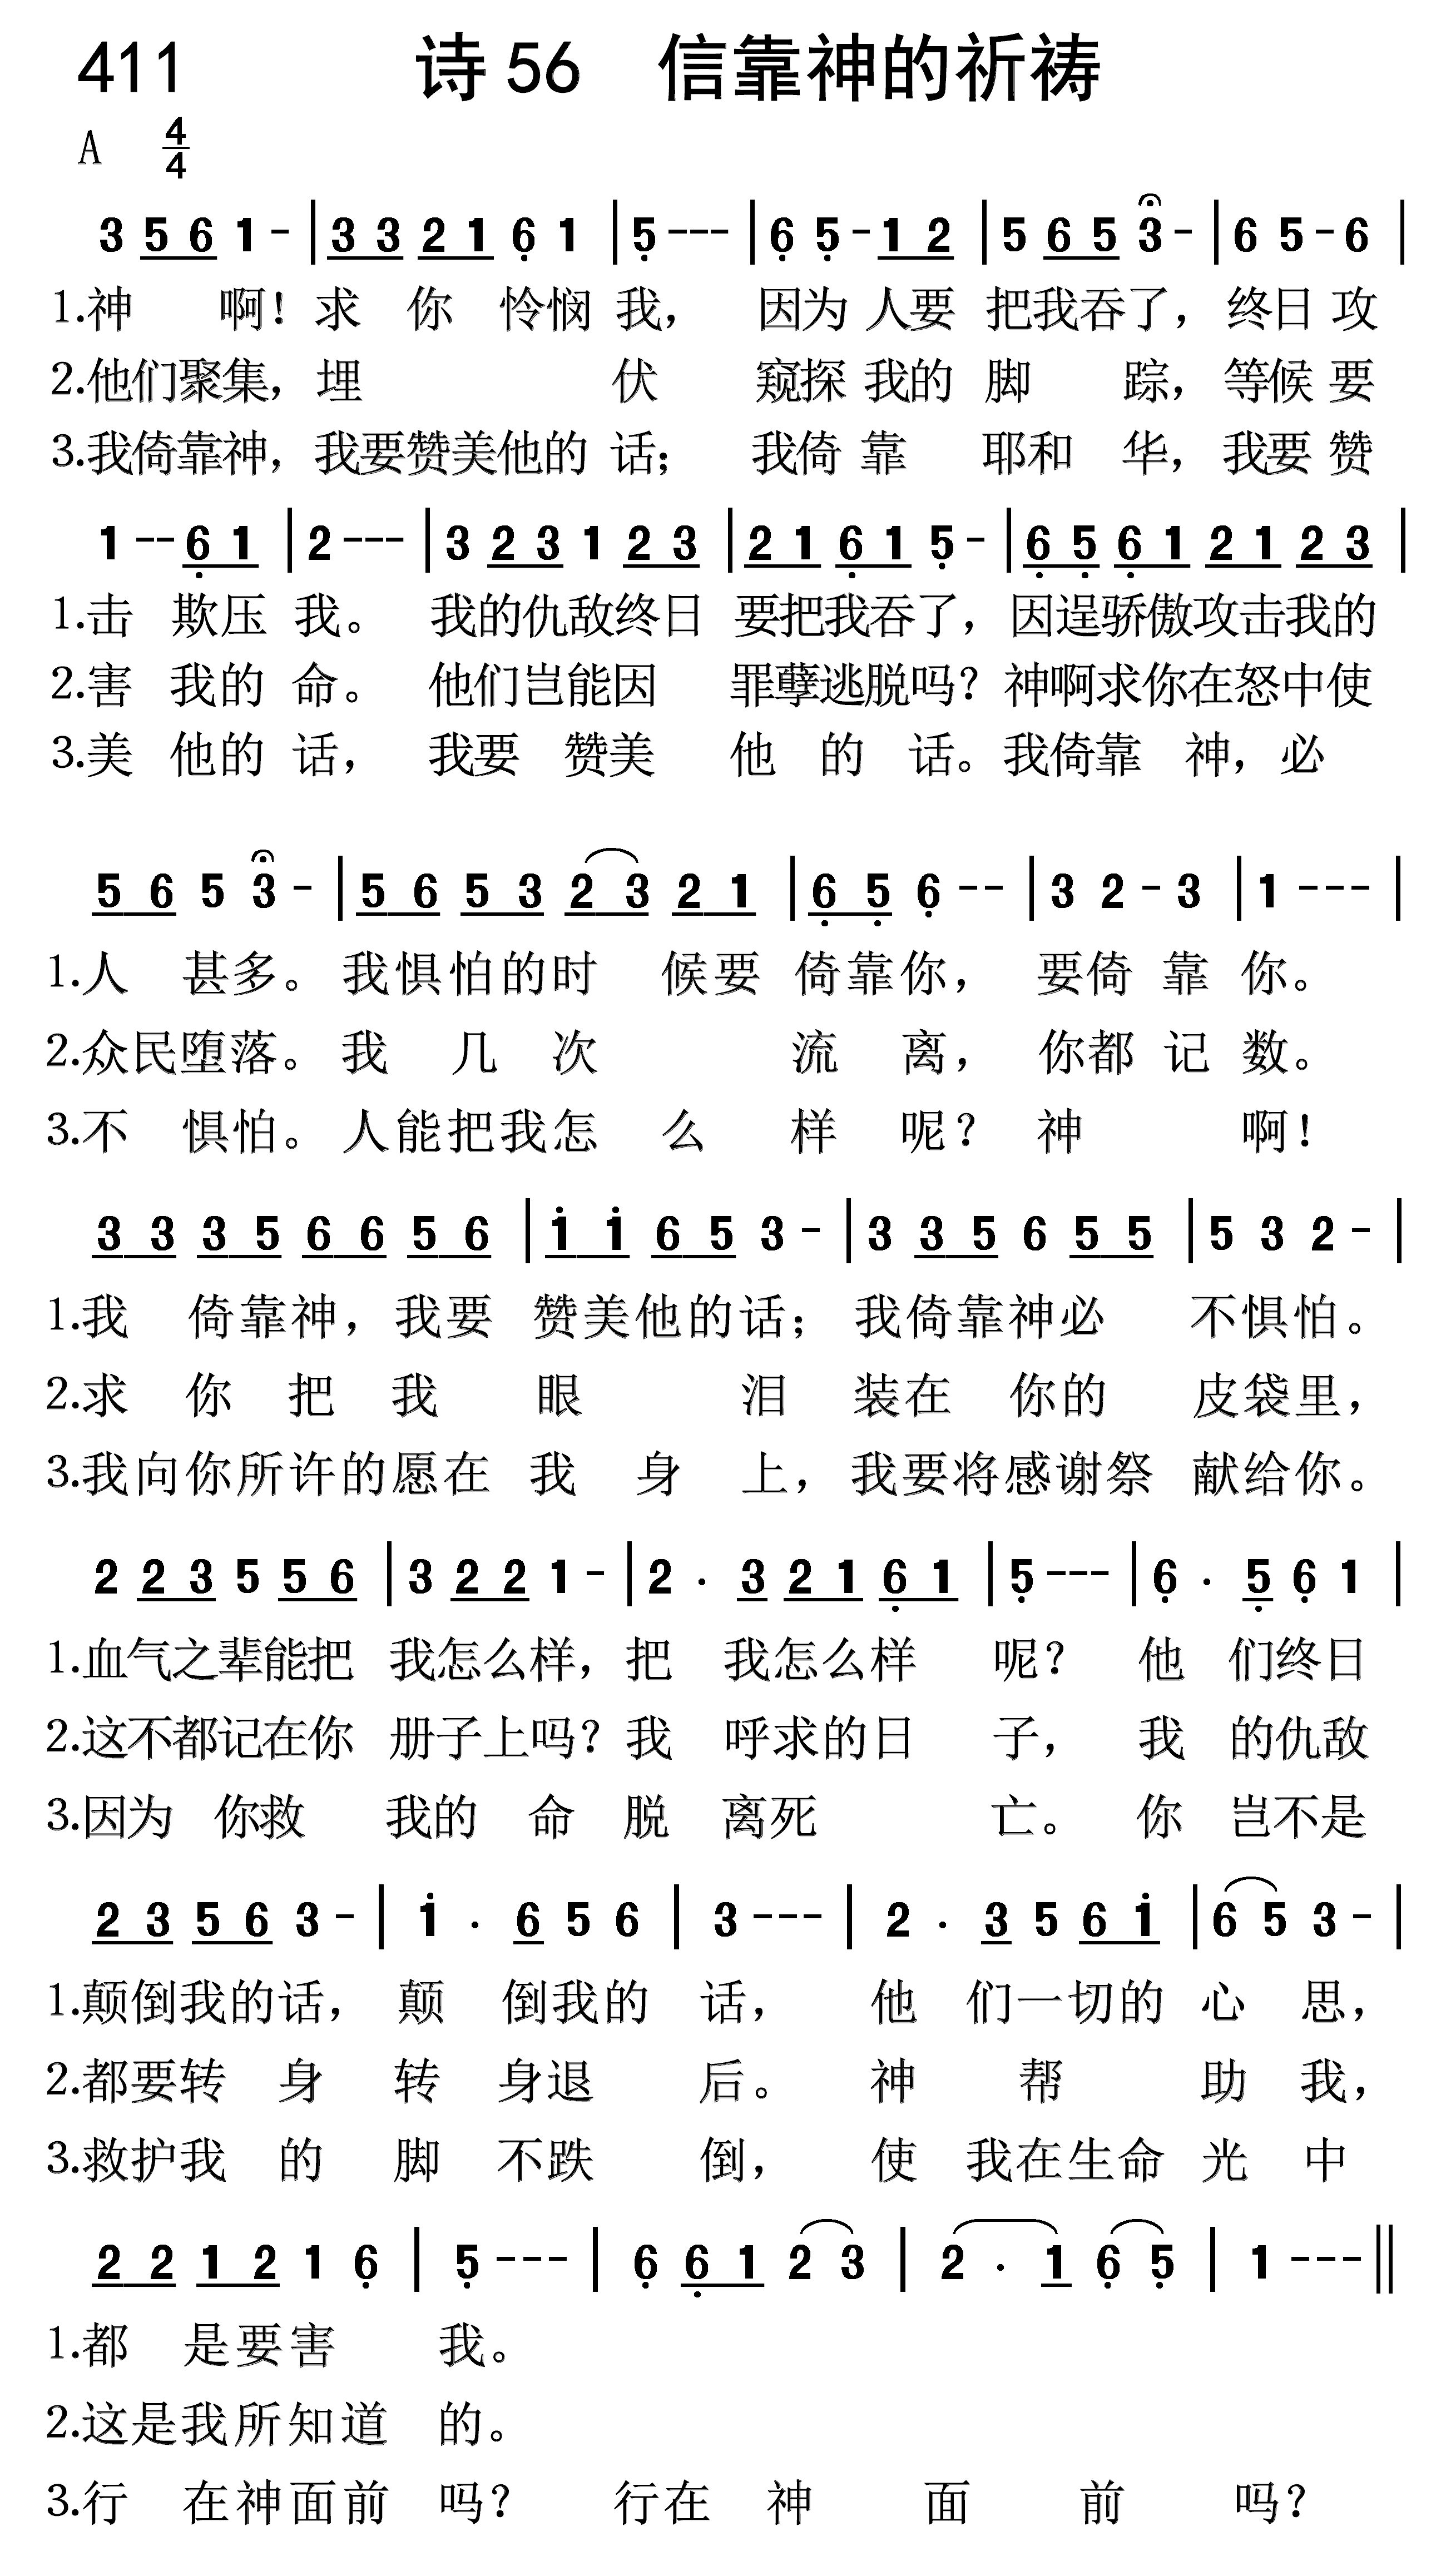 411 诗56 信靠神的祈祷
A 4/4
3 5 6 1 - | 3 3 2 1 6̣ 1 | 5̣ - - - | 6̣ 5̣ - 1 2 | 5 6 5 3 - | 6 5 - 6 |
1.神 啊！求 你 怜悯 我， 因为 人要 把我吞了， 终日 攻
2.他们聚集，埋 伏 窥探 我的 脚 踪， 等候 要
3.我倚靠神，我要赞美他的 话； 我倚 靠 耶和 华， 我要 赞
1 - - 6̣ 1 | 2 - - - | 3 2 3 1 2 3 | 2 1 6̣ 1 5̣ - | 6̣ 5̣ 6̣ 1 2 1 2 3 |
1.击 欺压 我。 我的仇敌终日 要把我吞了，因逞骄傲攻击我的
2.害 我的 命。 他们岂能因 罪孽逃脱吗？神啊求你在怒中使
3.美 他的 话， 我要 赞美 他 的 话。我倚靠 神，必
5 6 5 3 - | 5 6 5 3 2 3 2 1 | 6̣ 5̣ 6̣ - - | 3 2 - 3 | 1 - - - |
1.人 甚多。我惧怕的时 候要 倚靠你， 要倚 靠 你。
2.众民堕落。我 几 次 流 离， 你都 记 数。
3.不 惧怕。人能把我怎 么 样 呢？ 神 啊！
3 3 3 5 6 6 5 6 | 1̇ 1̇ 6 5 3 - | 3 3 5 6 5 5 | 5 3 2 - |
1.我 倚靠神，我要 赞美他的话； 我倚靠神必 不惧怕。
2.求 你 把 我 眼 泪 装在 你的 皮袋里，
3.我向你所许的愿在 我 身 上，我要将感谢祭 献给你。
2 2 3 5 5 6 | 3 2 2 1 - | 2 · 3 2 1 6̣ 1 | 5̣ - - - | 6̣ · 5̣ 6̣ 1 |
1.血气之辈能把 我怎么样，把 我怎么样 呢？ 他 们终日
2.这不都记在你 册子上吗？我 呼求的日 子， 我 的仇敌
3.因为 你救 我的 命 脱 离死 亡。 你 岂不是
2 3 5 6 3 - | 1̇ · 6 5 6 | 3 - - - | 2 · 3 5 6 1̇ | 6 5 3 - |
1.颠倒我的话， 颠 倒我的 话， 他 们一切的 心 思，
2.都要转 身 转 身退 后。 神 帮 助 我，
3.救护我 的 脚 不跌 倒， 使 我在生命 光 中
2 2 1 2 1 6̣ | 5̣ - - - | 6̣ 6̣ 1 2 3 | 2 · 1 6̣ 5̣ | 1 - - - ‖
1.都 是要害 我。
2.这是我所知道 的。
3.行 在神面前 吗？ 行在 神 面 前 吗？